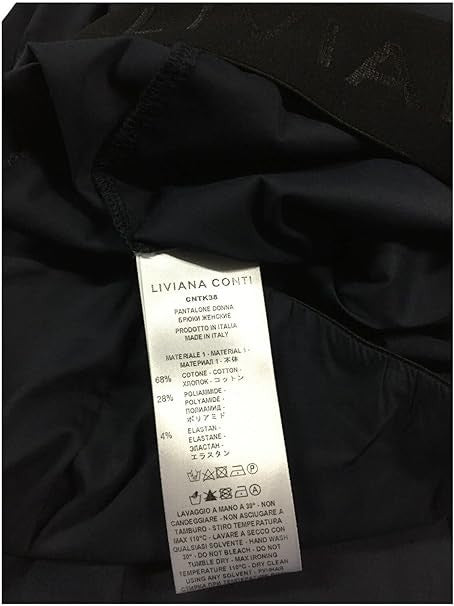 LIVIA
LIVIANA CONTI
CNTK38
PANTALONE DONNA
БРЮКИ ЖЕНСКИЕ
PRODOTTO IN ITALIA
MADE IN ITALY
MATERIALE 1 - MATERIAL 1 -
МАТЕРИАЛ 1 - 本体
68% COTONE - COTTON -
ХЛОПОК - コットン
28% POLIAMMIDE -
POLYAMIDE -
ПОЛИАМИД -
ポリアミド
4% ELASTAN -
ELASTANE -
ЭЛАСТАН -
エラスタン
P
A
LAVAGGIO A MANO A 30° - NON
CANDEGGIARE - NON ASCIUGARE A
TAMBURO - STIRO TEMPERATURA
MAX 110°C - LAVARE A SECCO CON
QUALSIASI SOLVENTE - HAND WASH
30° - DO NOT BLEACH - DO NOT
TUMBLE DRY - MAX IRONING
TEMPERATURE 110°C - DRY CLEAN
USING ANY SOLVENT - РУЧНАЯ